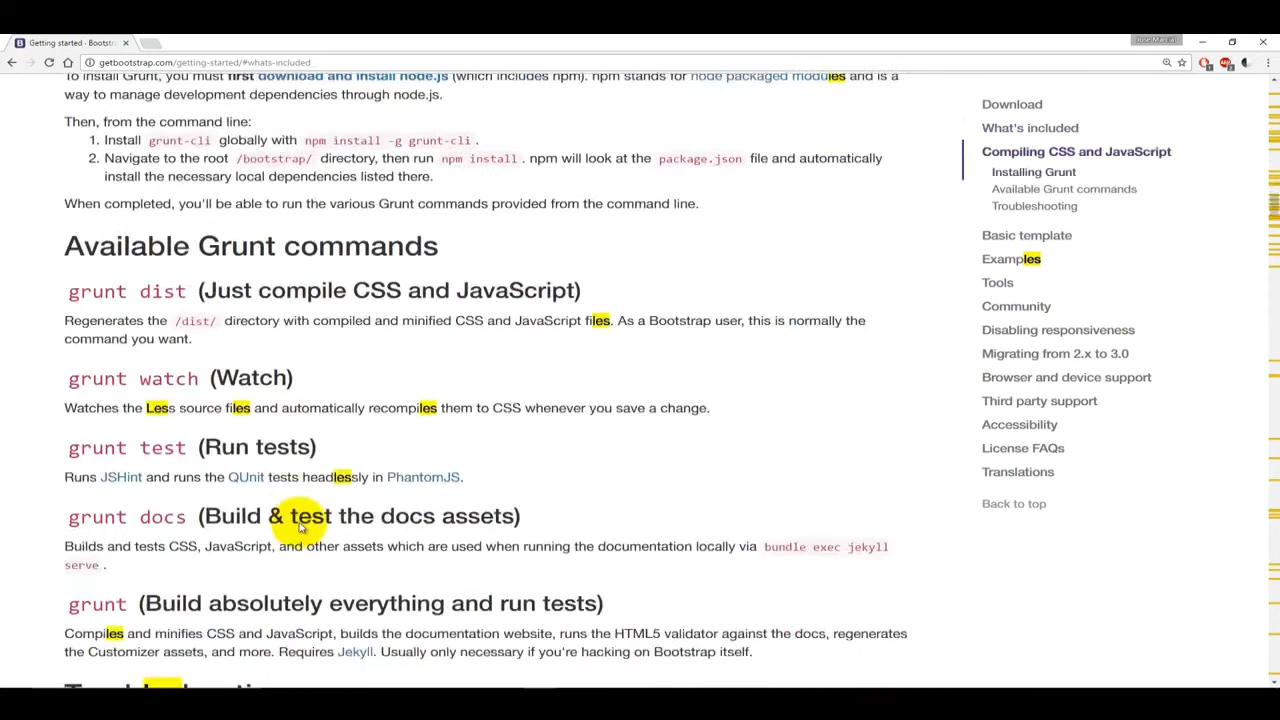 Getting started · Bootstr
Jose Marcial
getbootstrap.com/getting-started/#whats-included
To install Grunt, you must first download and install node.js (which includes npm). npm stands for node packaged modules and is a
way to manage development dependencies through node.js.
Then, from the command line:
1. Install grunt-cli globally with npm install -g grunt-cli .
2. Navigate to the root /bootstrap/ directory, then run npm install . npm will look at the package.json file and automatically
install the necessary local dependencies listed there.
When completed, you'll be able to run the various Grunt commands provided from the command line.
Available Grunt commands
grunt dist (Just compile CSS and JavaScript)
Regenerates the /dist/ directory with compiled and minified CSS and JavaScript files. As a Bootstrap user, this is normally the
command you want.
grunt watch (Watch)
Watches the Less source files and automatically recompiles them to CSS whenever you save a change.
grunt test (Run tests)
Runs JSHint and runs the QUnit tests headlessly in PhantomJS.
grunt docs (Build & test the docs assets)
Builds and tests CSS, JavaScript, and other assets which are used when running the documentation locally via bundle exec jekyll
serve .
grunt (Build absolutely everything and run tests)
Compiles and minifies CSS and JavaScript, builds the documentation website, runs the HTML5 validator against the docs, regenerates
the Customizer assets, and more. Requires Jekyll. Usually only necessary if you're hacking on Bootstrap itself.
Download
What's included
Compiling CSS and JavaScript
Installing Grunt
Available Grunt commands
Troubleshooting
Basic template
Examples
Tools
Community
Disabling responsiveness
Migrating from 2.x to 3.0
Browser and device support
Third party support
Accessibility
License FAQs
Translations
Back to top